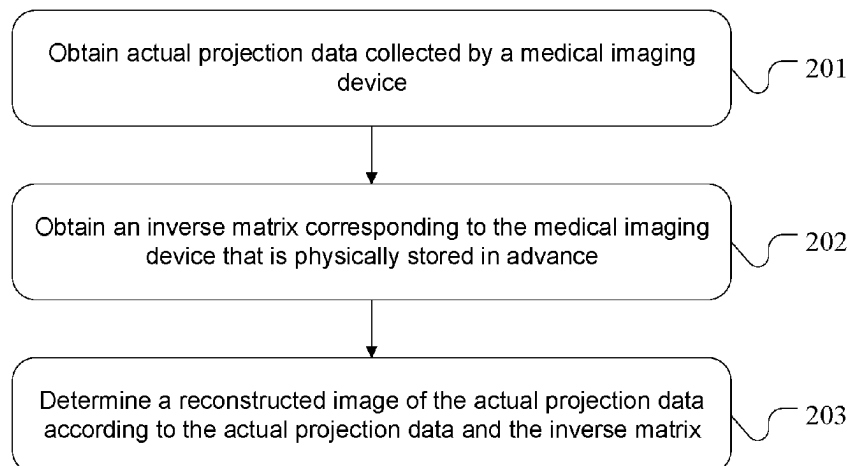 Obtain actual projection data collected by a medical imaging
device
201
Obtain an inverse matrix corresponding to the medical imaging
device that is physically stored in advance
202
Determine a reconstructed image of the actual projection data
according to the actual projection data and the inverse matrix
203